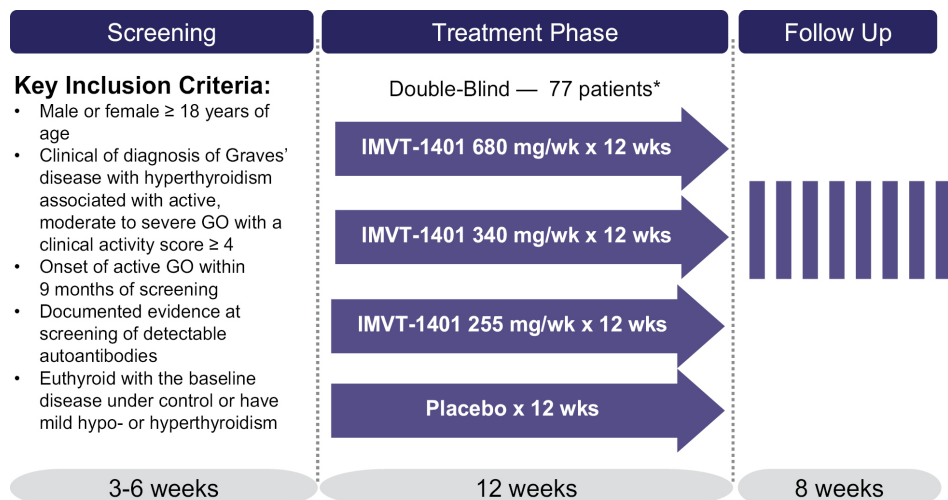 Screening
Treatment Phase
Follow Up
Key Inclusion Criteria:
• Male or female ≥ 18 years of
age
• Clinical of diagnosis of Graves’
disease with hyperthyroidism
associated with active,
moderate to severe GO with a
clinical activity score ≥ 4
• Onset of active GO within
9 months of screening
• Documented evidence at
screening of detectable
autoantibodies
• Euthyroid with the baseline
disease under control or have
mild hypo- or hyperthyroidism
Double-Blind — 77 patients*
IMVT-1401 680 mg/wk x 12 wks
IMVT-1401 340 mg/wk x 12 wks
IMVT-1401 255 mg/wk x 12 wks
Placebo x 12 wks
3-6 weeks
12 weeks
8 weeks